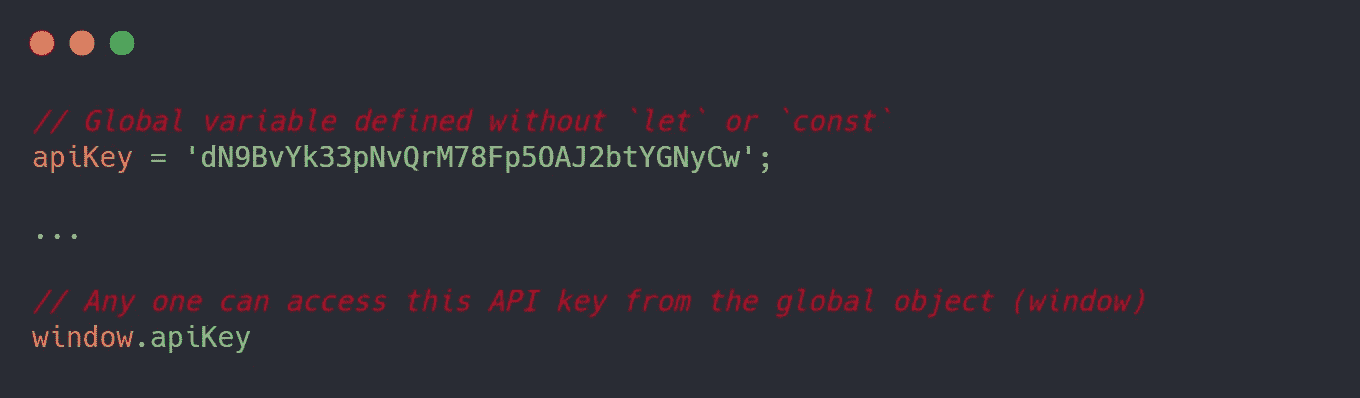 // Global variable defined without `let` or `const`
apiKey = 'dN9BvYk33pNvQrM78Fp5OAJ2btYGNyCw';
...
// Any one can access this API key from the global object (window)
window.apiKey